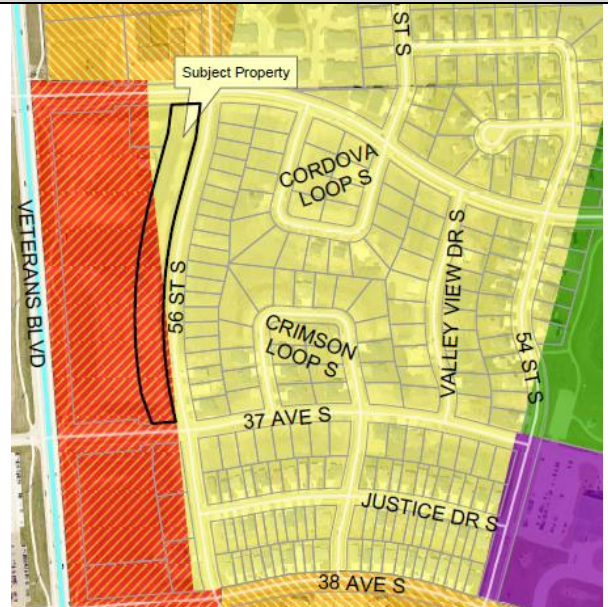 ST S
Subject Property
CORDOVA
LOOP S
VETERANS BLVD
56 ST S
VALLEY VIEW DR S
CRIMSON
LOOP S
54 ST S
37 AVE S
JUSTICE DR S
38 AVE S